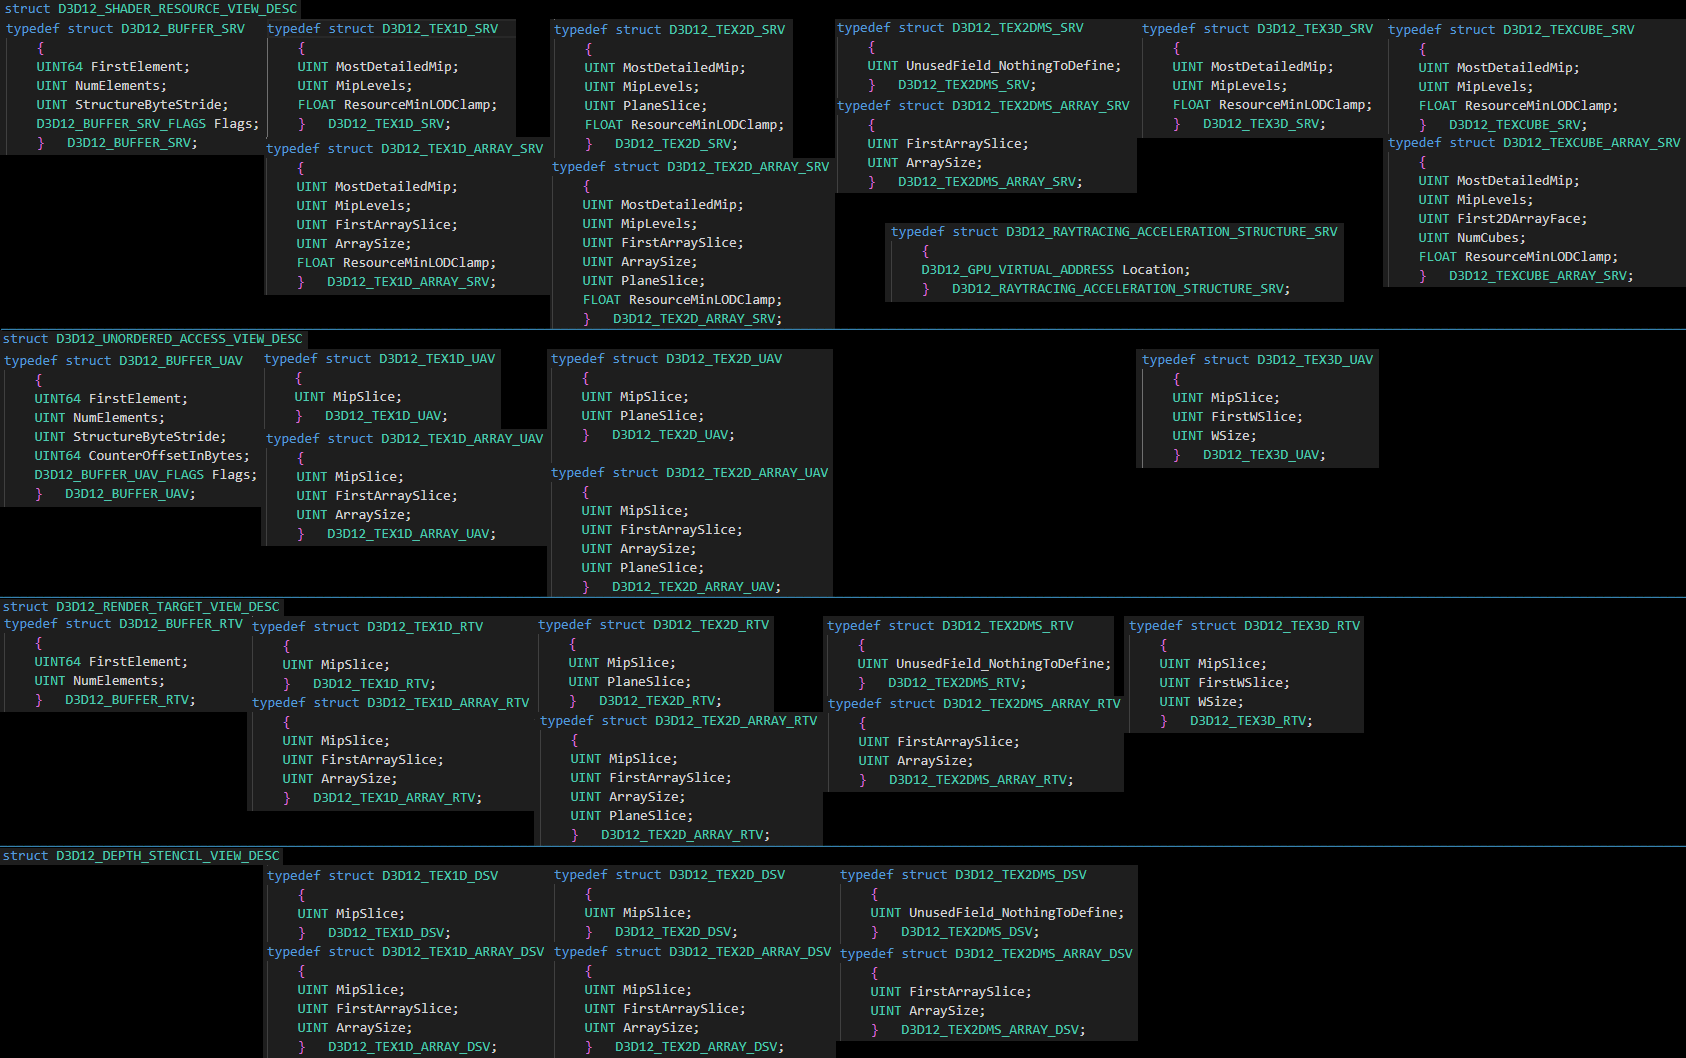 struct D3D12_SHADER_RESOURCE_VIEW_DESC
typedef struct D3D12_BUFFER_SRV
{
UINT64 FirstElement;
UINT NumElements;
UINT StructureByteStride;
D3D12_BUFFER_SRV_FLAGS Flags;
} D3D12_BUFFER_SRV;
typedef struct D3D12_TEX1D_SRV
{
UINT MostDetailedMip;
UINT MipLevels;
FLOAT ResourceMinLODClamp;
} D3D12_TEX1D_SRV;
typedef struct D3D12_TEX1D_ARRAY_SRV
{
UINT MostDetailedMip;
UINT MipLevels;
UINT FirstArraySlice;
UINT ArraySize;
FLOAT ResourceMinLODClamp;
} D3D12_TEX1D_ARRAY_SRV;
typedef struct D3D12_TEX2D_SRV
{
UINT MostDetailedMip;
UINT MipLevels;
UINT PlaneSlice;
FLOAT ResourceMinLODClamp;
} D3D12_TEX2D_SRV;
typedef struct D3D12_TEX2D_ARRAY_SRV
{
UINT MostDetailedMip;
UINT MipLevels;
UINT FirstArraySlice;
UINT ArraySize;
UINT PlaneSlice;
FLOAT ResourceMinLODClamp;
} D3D12_TEX2D_ARRAY_SRV;
typedef struct D3D12_TEX2DMS_SRV
{
UINT UnusedField_NothingToDefine;
} D3D12_TEX2DMS_SRV;
typedef struct D3D12_TEX2DMS_ARRAY_SRV
{
UINT FirstArraySlice;
UINT ArraySize;
} D3D12_TEX2DMS_ARRAY_SRV;
typedef struct D3D12_TEX3D_SRV
{
UINT MostDetailedMip;
UINT MipLevels;
FLOAT ResourceMinLODClamp;
} D3D12_TEX3D_SRV;
typedef struct D3D12_TEXCUBE_SRV
{
UINT MostDetailedMip;
UINT MipLevels;
FLOAT ResourceMinLODClamp;
} D3D12_TEXCUBE_SRV;
typedef struct D3D12_TEXCUBE_ARRAY_SRV
{
UINT MostDetailedMip;
UINT MipLevels;
UINT First2DArrayFace;
UINT NumCubes;
FLOAT ResourceMinLODClamp;
} D3D12_TEXCUBE_ARRAY_SRV;
typedef struct D3D12_RAYTRACING_ACCELERATION_STRUCTURE_SRV
{
D3D12_GPU_VIRTUAL_ADDRESS Location;
} D3D12_RAYTRACING_ACCELERATION_STRUCTURE_SRV;
struct D3D12_UNORDERED_ACCESS_VIEW_DESC
typedef struct D3D12_BUFFER_UAV
{
UINT64 FirstElement;
UINT NumElements;
UINT StructureByteStride;
UINT64 CounterOffsetInBytes;
D3D12_BUFFER_UAV_FLAGS Flags;
} D3D12_BUFFER_UAV;
typedef struct D3D12_TEX1D_UAV
{
UINT MipSlice;
} D3D12_TEX1D_UAV;
typedef struct D3D12_TEX1D_ARRAY_UAV
{
UINT MipSlice;
UINT FirstArraySlice;
UINT ArraySize;
} D3D12_TEX1D_ARRAY_UAV;
typedef struct D3D12_TEX2D_UAV
{
UINT MipSlice;
UINT PlaneSlice;
} D3D12_TEX2D_UAV;
typedef struct D3D12_TEX2D_ARRAY_UAV
{
UINT MipSlice;
UINT FirstArraySlice;
UINT ArraySize;
UINT PlaneSlice;
} D3D12_TEX2D_ARRAY_UAV;
typedef struct D3D12_TEX3D_UAV
{
UINT MipSlice;
UINT FirstWSlice;
UINT WSize;
} D3D12_TEX3D_UAV;
struct D3D12_RENDER_TARGET_VIEW_DESC
typedef struct D3D12_BUFFER_RTV
{
UINT64 FirstElement;
UINT NumElements;
} D3D12_BUFFER_RTV;
typedef struct D3D12_TEX1D_RTV
{
UINT MipSlice;
} D3D12_TEX1D_RTV;
typedef struct D3D12_TEX1D_ARRAY_RTV
{
UINT MipSlice;
UINT FirstArraySlice;
UINT ArraySize;
} D3D12_TEX1D_ARRAY_RTV;
typedef struct D3D12_TEX2D_RTV
{
UINT MipSlice;
UINT PlaneSlice;
} D3D12_TEX2D_RTV;
typedef struct D3D12_TEX2D_ARRAY_RTV
{
UINT MipSlice;
UINT FirstArraySlice;
UINT ArraySize;
UINT PlaneSlice;
} D3D12_TEX2D_ARRAY_RTV;
typedef struct D3D12_TEX2DMS_RTV
{
UINT UnusedField_NothingToDefine;
} D3D12_TEX2DMS_RTV;
typedef struct D3D12_TEX2DMS_ARRAY_RTV
{
UINT FirstArraySlice;
UINT ArraySize;
} D3D12_TEX2DMS_ARRAY_RTV;
typedef struct D3D12_TEX3D_RTV
{
UINT MipSlice;
UINT FirstWSlice;
UINT WSize;
} D3D12_TEX3D_RTV;
struct D3D12_DEPTH_STENCIL_VIEW_DESC
typedef struct D3D12_TEX1D_DSV
{
UINT MipSlice;
} D3D12_TEX1D_DSV;
typedef struct D3D12_TEX1D_ARRAY_DSV
{
UINT MipSlice;
UINT FirstArraySlice;
UINT ArraySize;
} D3D12_TEX1D_ARRAY_DSV;
typedef struct D3D12_TEX2D_DSV
{
UINT MipSlice;
} D3D12_TEX2D_DSV;
typedef struct D3D12_TEX2D_ARRAY_DSV
{
UINT MipSlice;
UINT FirstArraySlice;
UINT ArraySize;
} D3D12_TEX2D_ARRAY_DSV;
typedef struct D3D12_TEX2DMS_DSV
{
UINT UnusedField_NothingToDefine;
} D3D12_TEX2DMS_DSV;
typedef struct D3D12_TEX2DMS_ARRAY_DSV
{
UINT FirstArraySlice;
UINT ArraySize;
} D3D12_TEX2DMS_ARRAY_DSV;